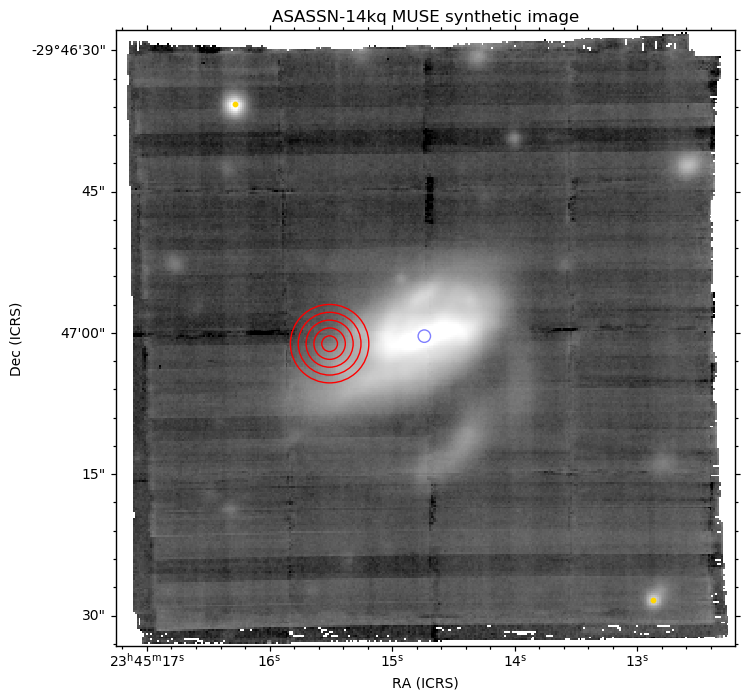 ASASSN-14kq MUSE synthetic image
-29°46'30"
45"
47'00"
15"
30"
Dec (ICRS)
23h45m17s
16s
15s
14s
13s
RA (ICRS)